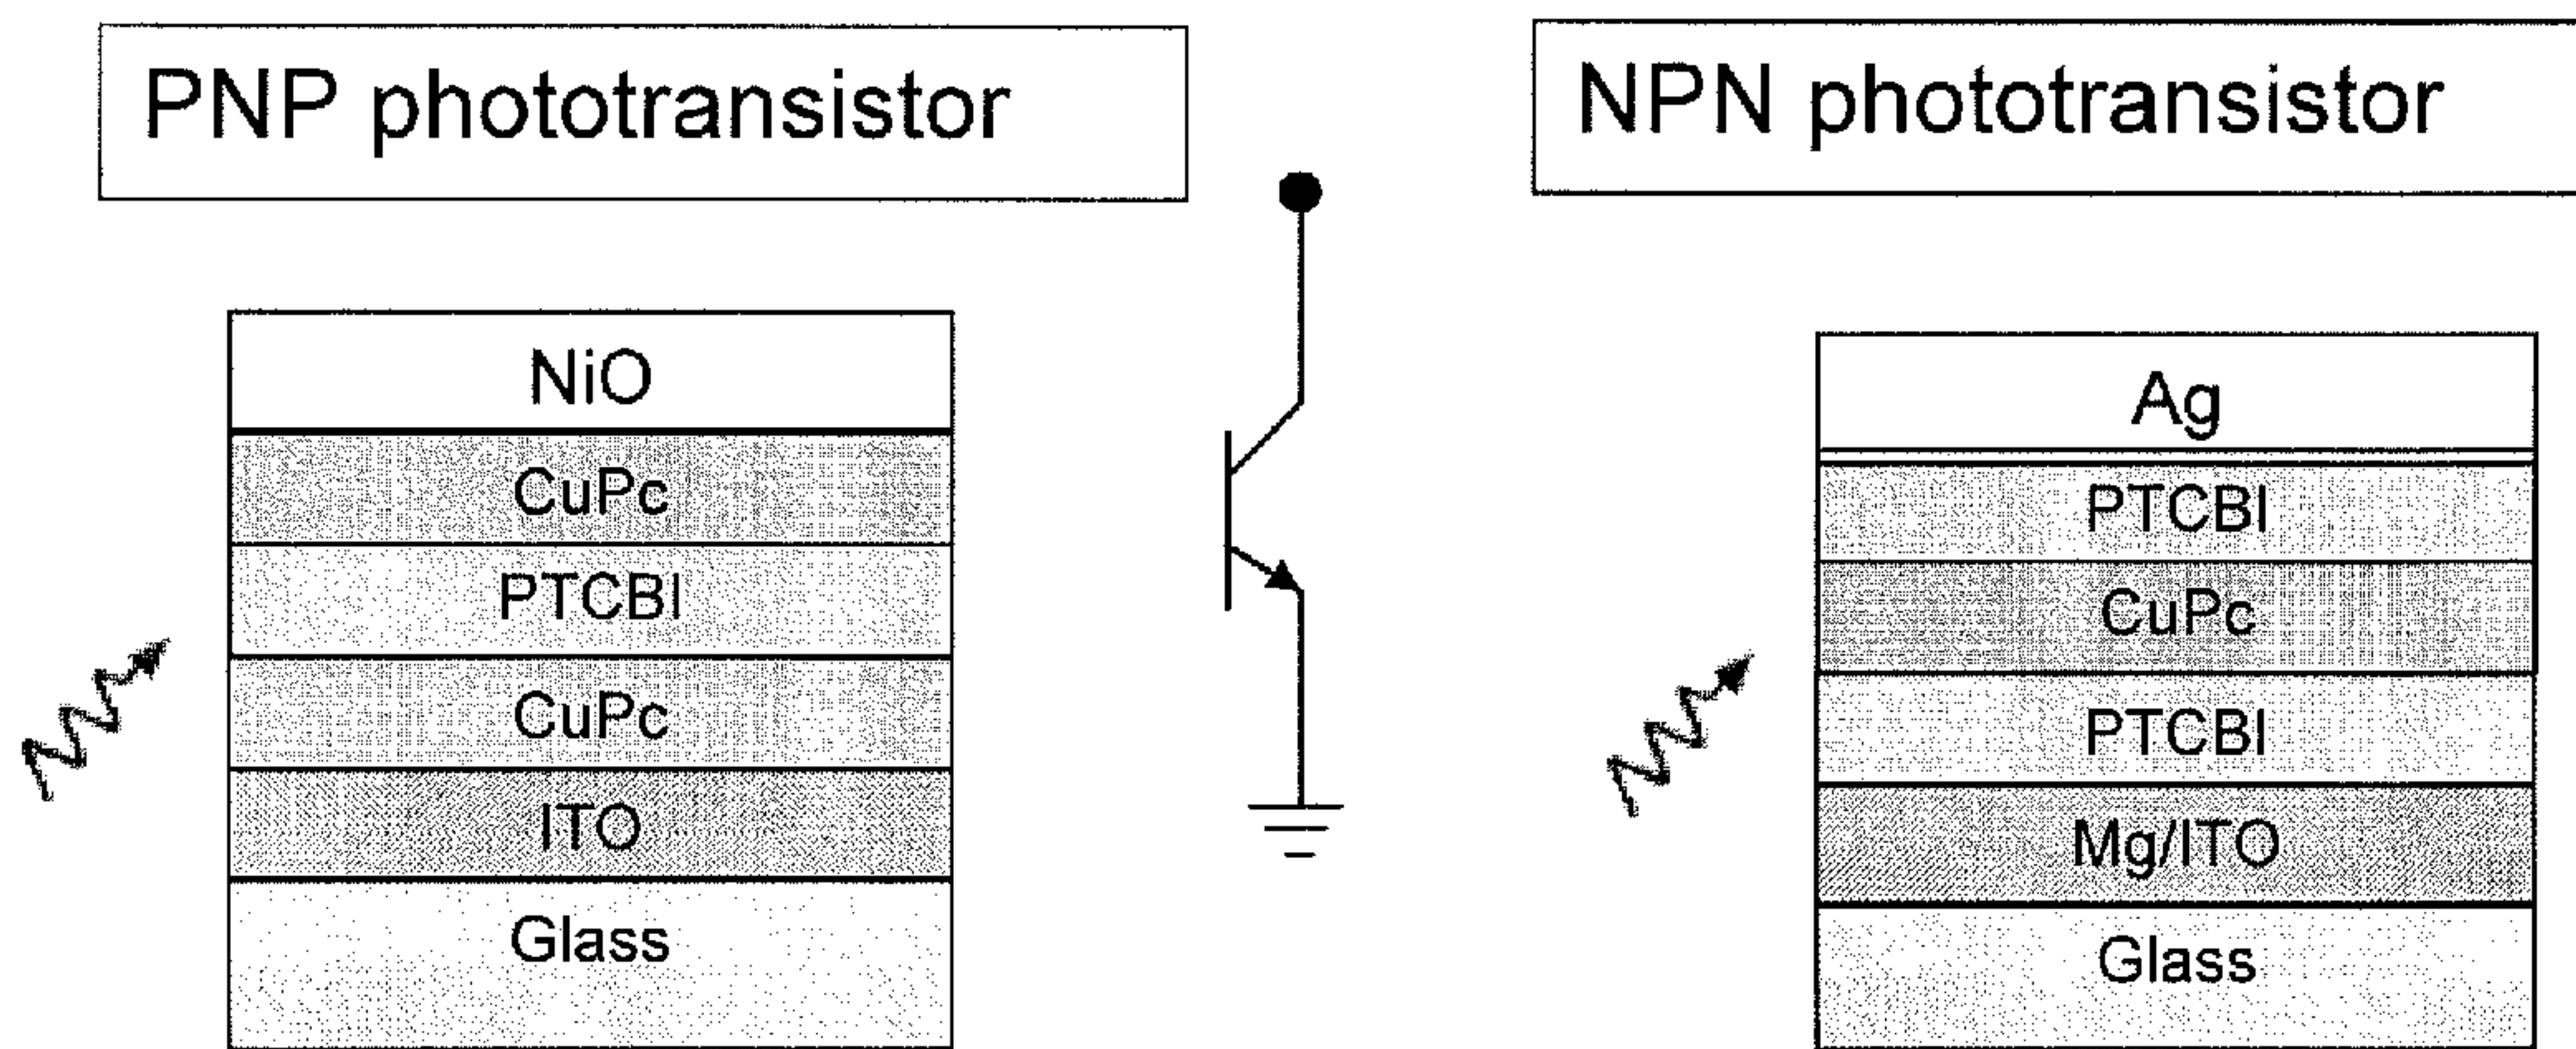 PNP phototransistor
NPN phototransistor
NiO
CuPc
PTCBI
CuPc
ITO
Glass
Ag
PTCBI
CuPc
PTCBI
Mg/ITO
Glass